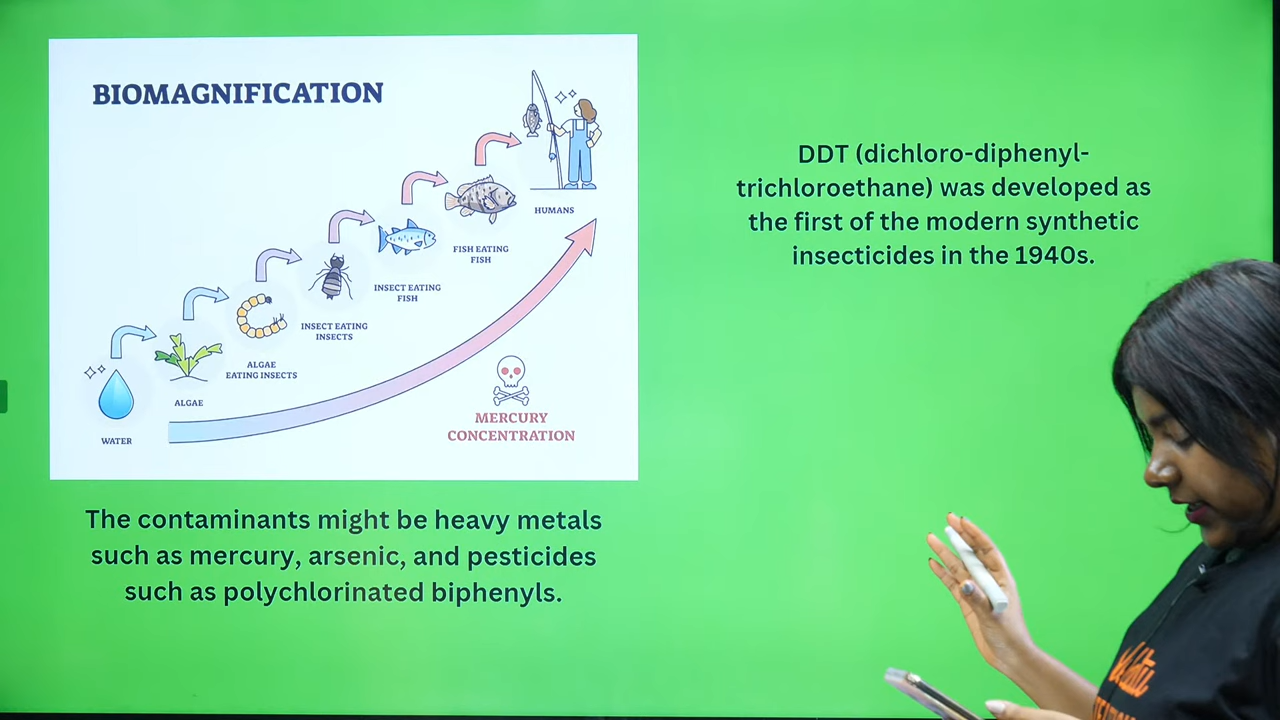 BIOMAGNIFICATION
HUMANS
FISH EATING
FISH
INSECT EATING
FISH
INSECT EATING
INSECTS
ALGAE
EATING INSECTS
ALGAE
WATER
MERCURY
CONCENTRATION
The contaminants might be heavy metals
such as mercury, arsenic, and pesticides
such as polychlorinated biphenyls.
DDT (dichloro-diphenyl-
trichloroethane) was developed as
the first of the modern synthetic
insecticides in the 1940s.